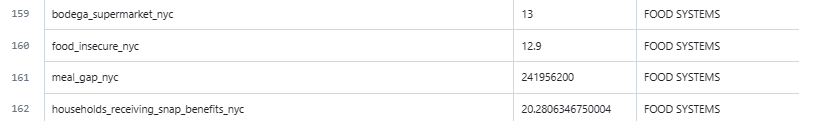 159 bodega_supermarket_nyc 13 FOOD SYSTEMS
160 food_insecure_nyc 12.9 FOOD SYSTEMS
161 meal_gap_nyc 241956200 FOOD SYSTEMS
162 households_receiving_snap_benefits_nyc 20.2806346750004 FOOD SYSTEMS